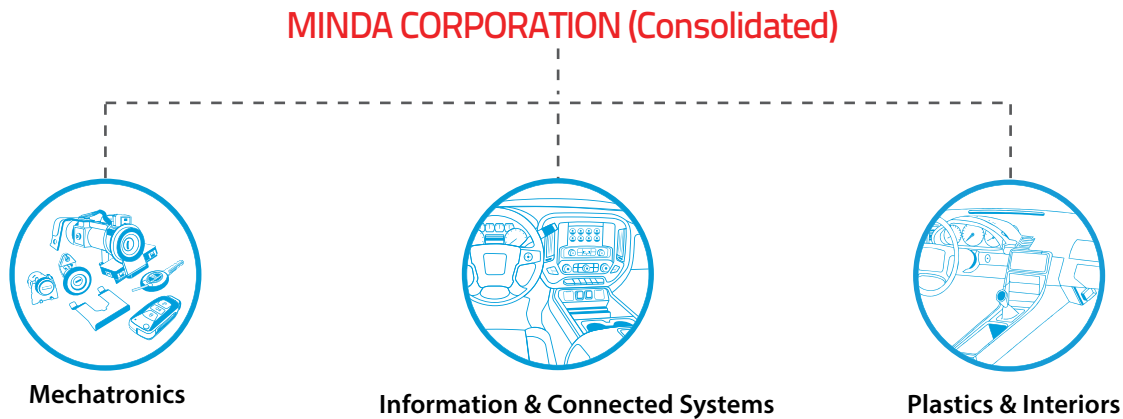 MINDA CORPORATION (Consolidated)
Mechatronics
Information & Connected Systems
Plastics & Interiors